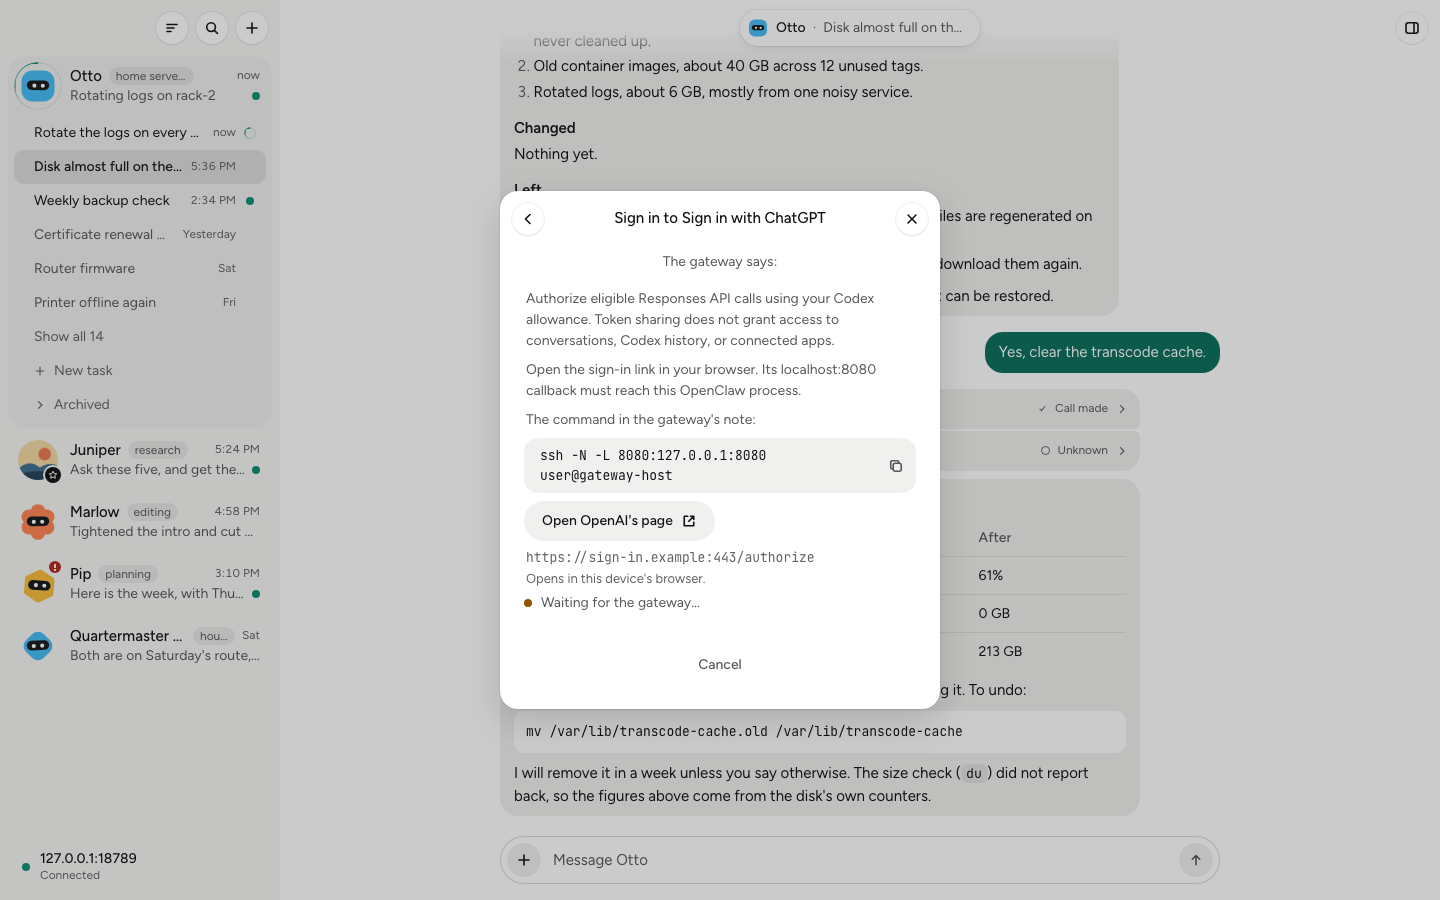 Otto home serve... now
Rotating logs on rack-2
Rotate the logs on every ... now
Disk almost full on the... 5:36 PM
Weekly backup check 2:34 PM
Certificate renewal ... Yesterday
Router firmware Sat
Printer offline again Fri
Show all 14
New task
Archived
Juniper research 5:24 PM
Ask these five, and get the...
Marlow editing 4:58 PM
Tightened the intro and cut ...
Pip planning 3:10 PM
Here is the week, with Thu...
Quartermaster ... hou... Sat
Both are on Saturday's route,...
127.0.0.1:18789
Connected
Otto · Disk almost full on th...
never cleaned up.
2. Old container images, about 40 GB across 12 unused tags.
3. Rotated logs, about 6 GB, mostly from one noisy service.
Changed
Nothing yet.
Left
iles are regenerated on
download them again.
t can be restored.
Yes, clear the transcode cache.
Call made
Unknown
After
61%
0 GB
213 GB
g it. To undo:
mv /var/lib/transcode-cache.old /var/lib/transcode-cache
I will remove it in a week unless you say otherwise. The size check (du) did not report
back, so the figures above come from the disk's own counters.
Message Otto
Sign in to Sign in with ChatGPT
The gateway says:
Authorize eligible Responses API calls using your Codex
allowance. Token sharing does not grant access to
conversations, Codex history, or connected apps.
Open the sign-in link in your browser. Its localhost:8080
callback must reach this OpenClaw process.
The command in the gateway's note:
ssh -N -L 8080:127.0.0.1:8080
user@gateway-host
Open OpenAI's page
https://sign-in.example:443/authorize
Opens in this device's browser.
Waiting for the gateway...
Cancel